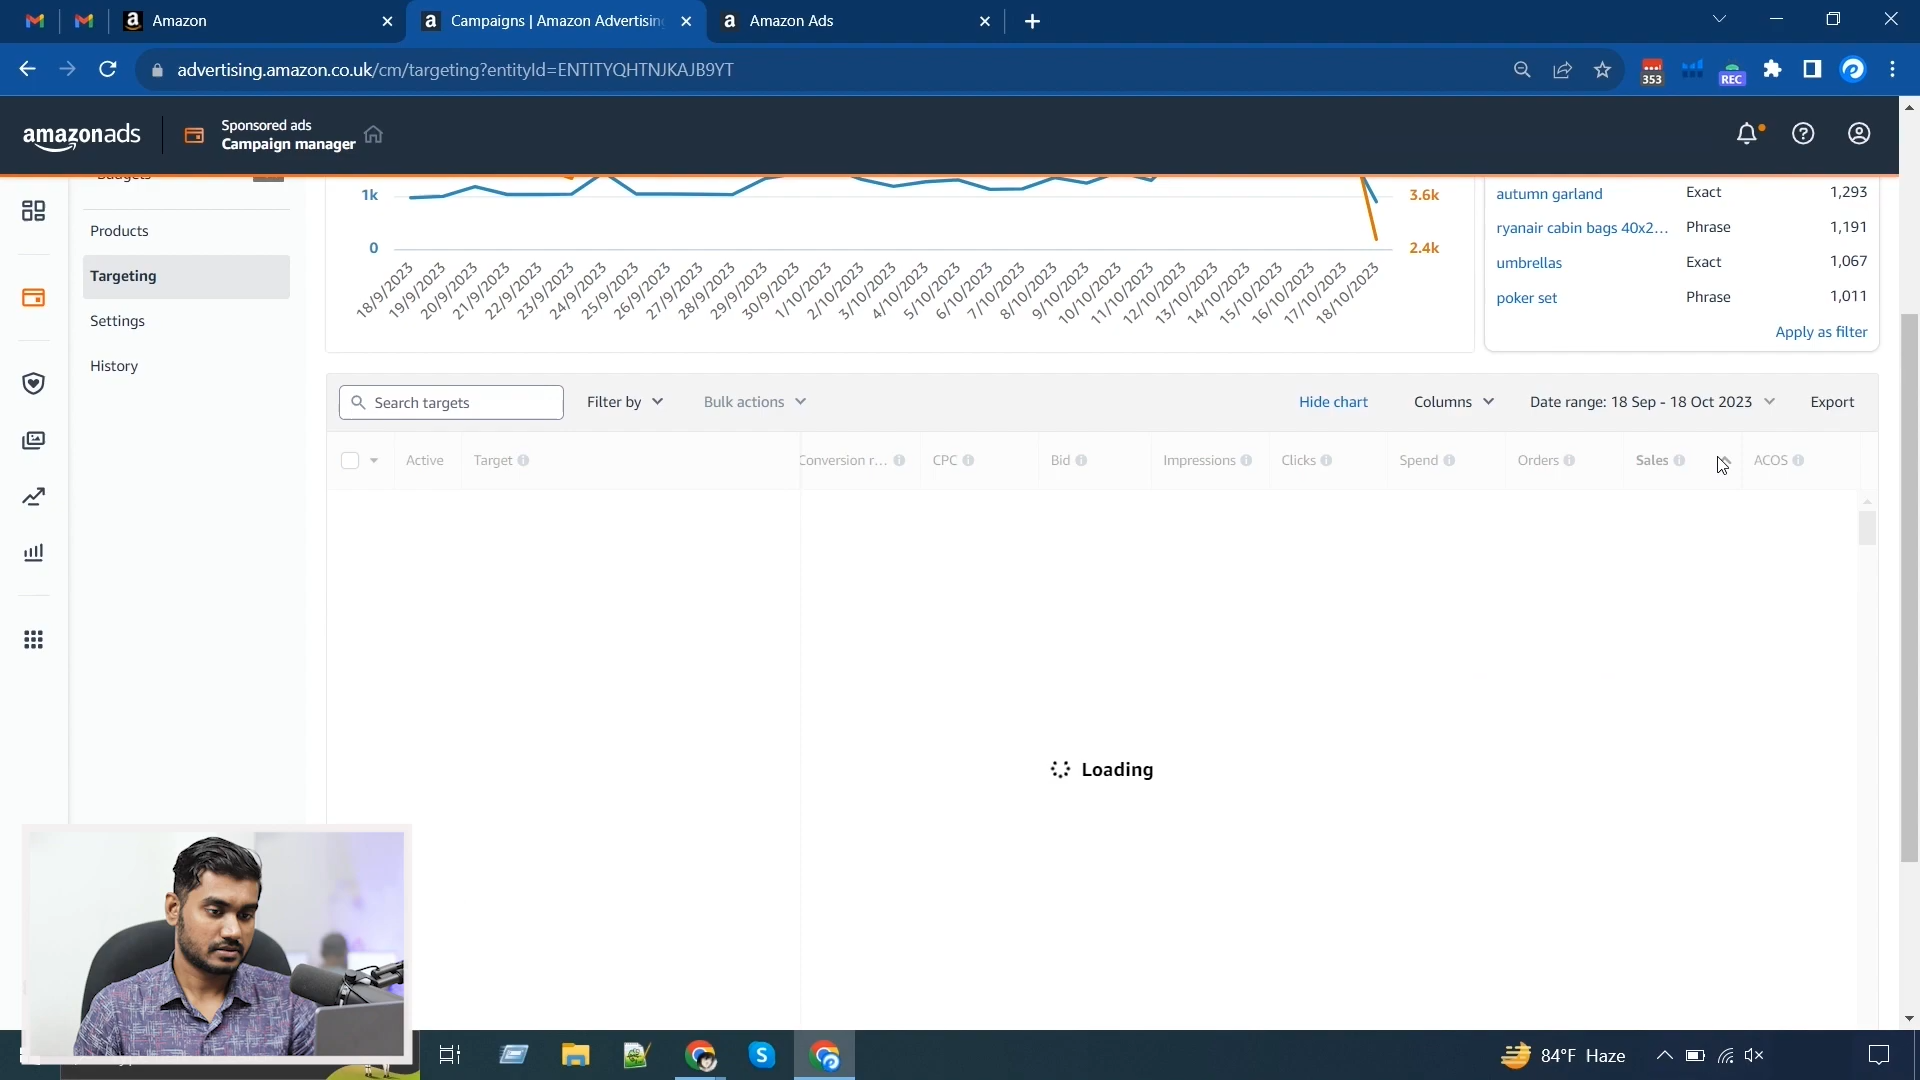 Amazon
Campaigns | Amazon Advertisin
Amazon Ads
advertising.amazon.co.uk/cm/targeting?entityId=ENTITYQHTNJKAJB9YT
353
REC
amazonads
Sponsored ads
Campaign manager
Budgets
Products
Targeting
Settings
History
1k
0
3.6k
2.4k
18/9/2023
19/9/2023
20/9/2023
21/9/2023
22/9/2023
23/9/2023
24/9/2023
25/9/2023
26/9/2023
27/9/2023
28/9/2023
29/9/2023
30/9/2023
1/10/2023
2/10/2023
3/10/2023
4/10/2023
5/10/2023
6/10/2023
7/10/2023
8/10/2023
9/10/2023
10/10/2023
11/10/2023
12/10/2023
13/10/2023
14/10/2023
15/10/2023
16/10/2023
17/10/2023
18/10/2023
autumn garland Exact 1,293
ryanair cabin bags 40x2... Phrase 1,191
umbrellas Exact 1,067
poker set Phrase 1,011
Apply as filter
Search targets Filter by Bulk actions Hide chart Columns Date range: 18 Sep - 18 Oct 2023 Export
Active Target Conversion r... CPC Bid Impressions Clicks Spend Orders Sales ACOS
Loading
84°F Haze